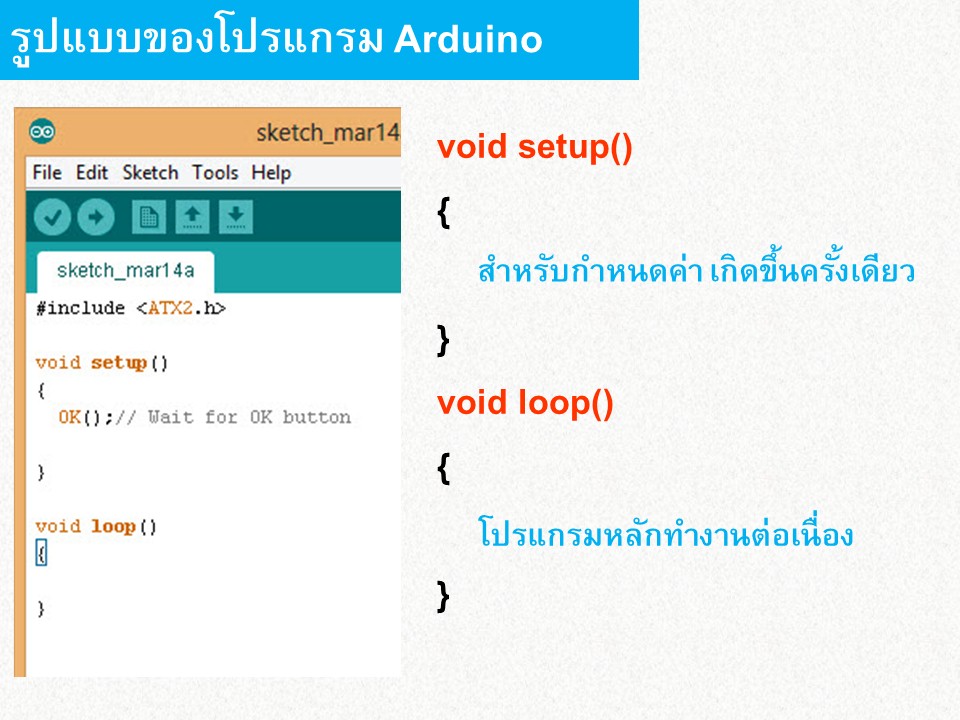 รูปแบบของโปรแกรม Arduino
sketch_mar14
File Edit Sketch Tools Help
sketch_mar14a
#include <ATX2.h>
void setup()
{
OK();// Wait for OK button
}
void loop()
{
}
void setup()
{
สำหรับกำหนดค่า เกิดขึ้นครั้งเดียว
}
void loop()
{
โปรแกรมหลักทำงานต่อเนื่อง
}